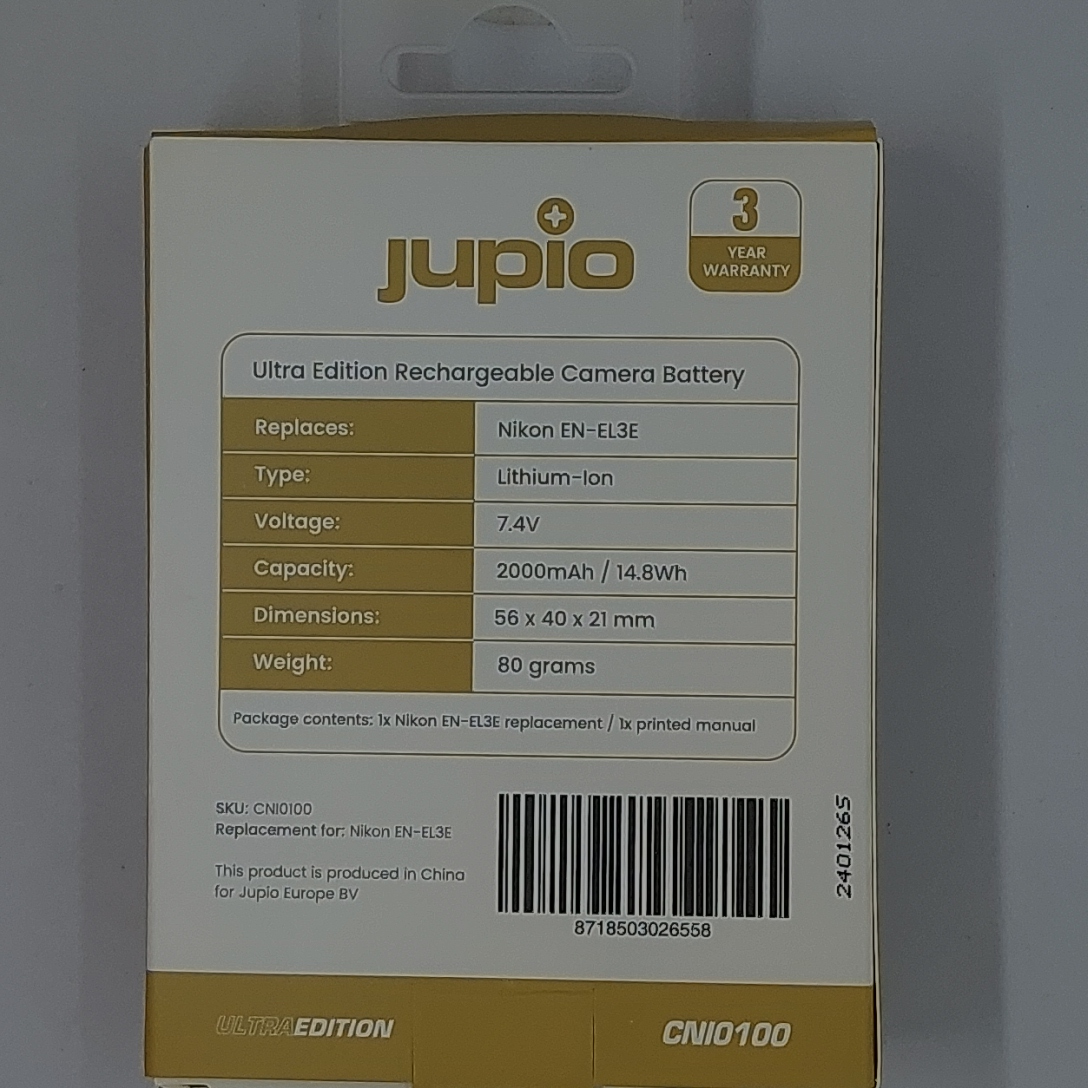 jupio
3
YEAR
WARRANTY
Ultra Edition Rechargeable Camera Battery
Replaces: Nikon EN-EL3E
Type: Lithium-Ion
Voltage: 7.4V
Capacity: 2000mAh / 14.8Wh
Dimensions: 56 x 40 x 21 mm
Weight: 80 grams
Package contents: 1x Nikon EN-EL3E replacement / 1x printed manual
SKU: CNI0100
Replacement for: Nikon EN-EL3E
This product is produced in China
for Jupio Europe BV
8718503026558
2401265
ULTRAEDITION
CNI0100